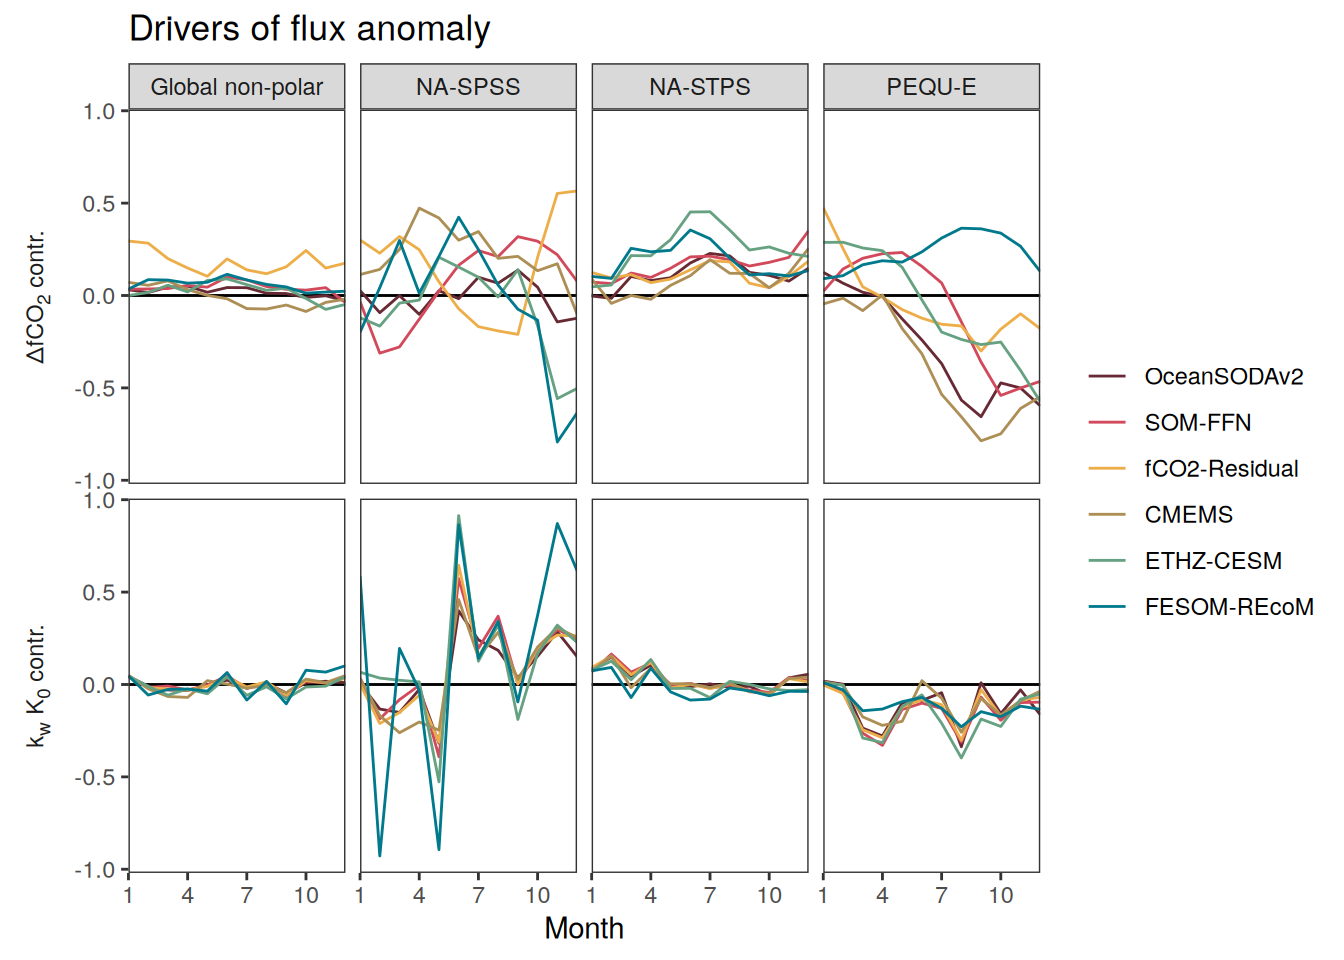 Drivers of flux anomaly
Global non-polar NA-SPSS NA-STPS PEQU-E
ΔfCO₂ contr.
1.0
0.5
0.0
-0.5
-1.0
k_w K₀ contr.
1.0
0.5
0.0
-0.5
-1.0
1 4 7 10 1 4 7 10 1 4 7 10 1 4 7 10
Month
OceanSODAv2
SOM-FFN
fCO2-Residual
CMEMS
ETHZ-CESM
FESOM-REcoM